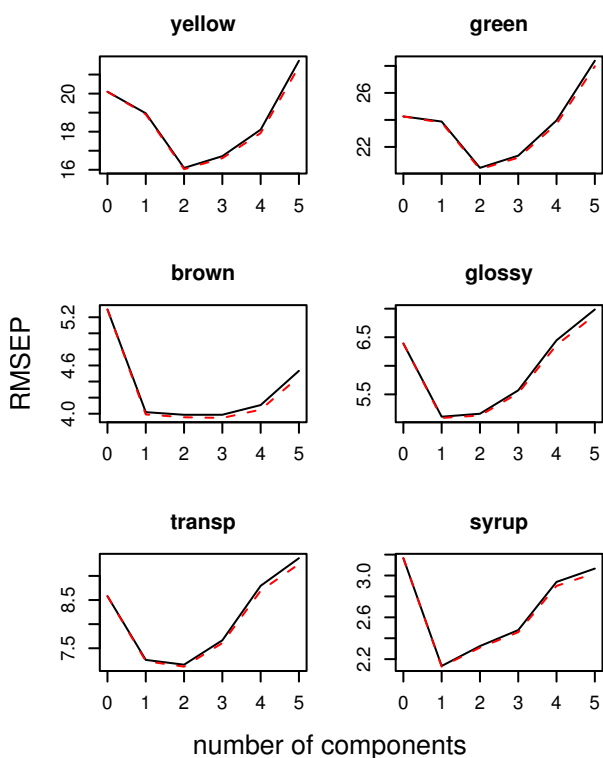 yellow
16 18 20
0 1 2 3 4 5
green
22 26
0 1 2 3 4 5
brown
4.0 4.6 5.2
0 1 2 3 4 5
glossy
5.5 6.5
0 1 2 3 4 5
transp
7.5 8.5
0 1 2 3 4 5
syrup
2.2 2.6 3.0
0 1 2 3 4 5
RMSEP
number of components